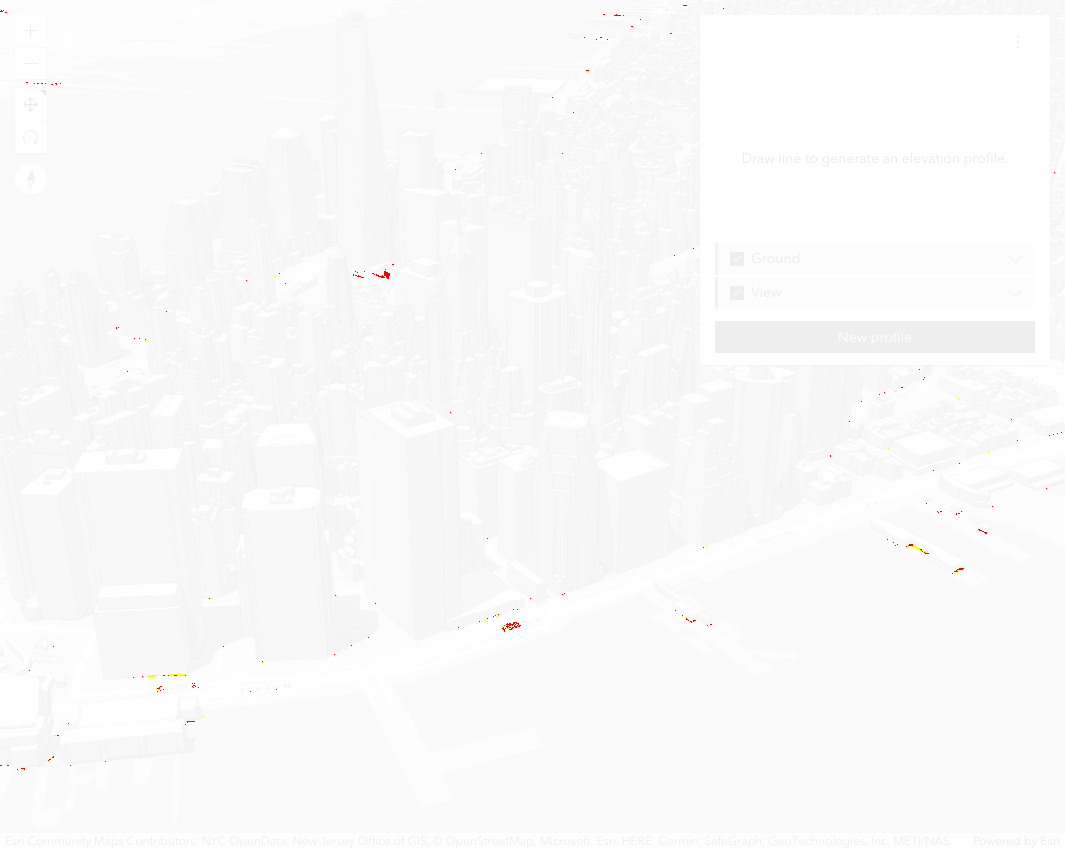 Draw line to generate an elevation profile.
Ground
View
New profile
Esri Community Maps Contributors, NYC OpenData, New Jersey Office of GIS, © OpenStreetMap, Microsoft, Esri, HERE, Garmin, SafeGraph, GeoTechnologies, Inc, METI/NAS... Powered by Esri